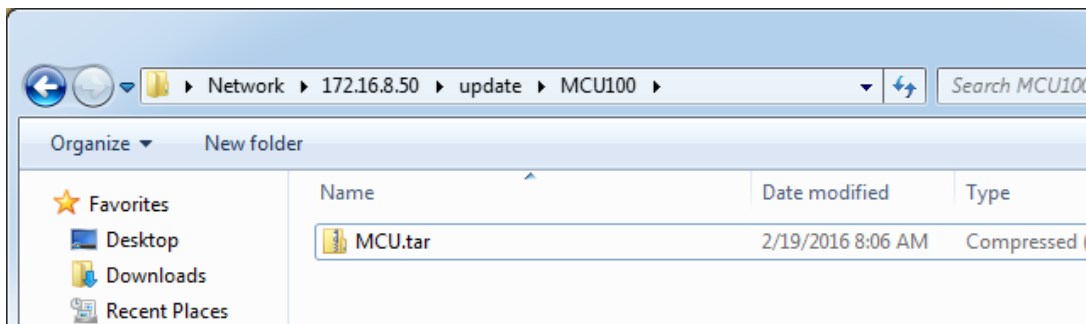 Network 172.16.8.50 update MCU100 Search MCU100
Organize New folder
Name Date modified Type
Favorites
MCU.tar 2/19/2016 8:06 AM Compressed (
Desktop
Downloads
Recent Places